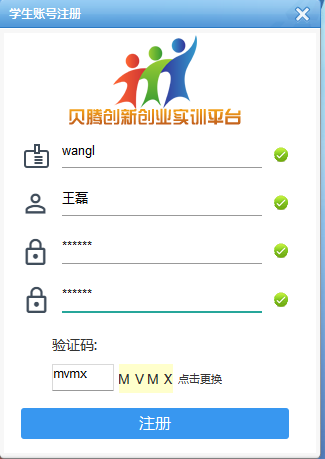 学生账号注册
贝腾创新创业实训平台
wangl
王磊
******
******
验证码:
mvmx M V M X 点击更换
注册